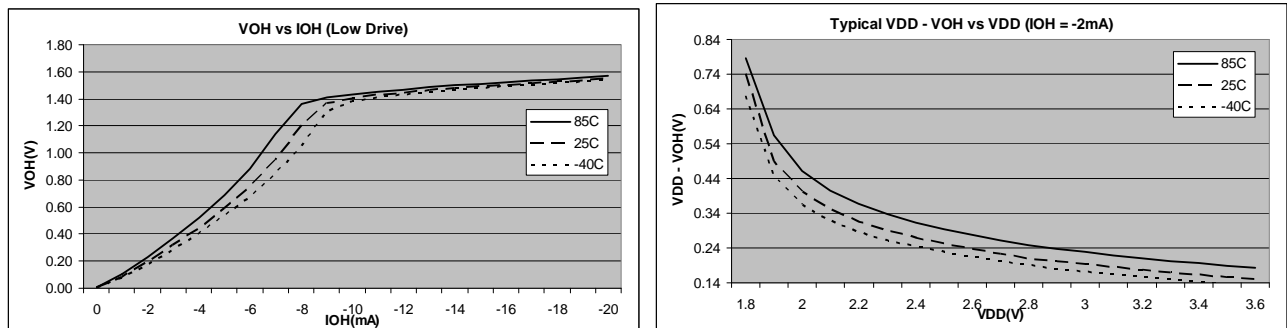 VOH vs IOH (Low Drive)
1.80
1.60
1.40
1.20
1.00
0.80
0.60
0.40
0.20
0.00
VOH(V)
85C
25C
-40C
0 -2 -4 -6 -8 -10 -12 -14 -16 -18 -20
IOH(mA)
Typical VDD - VOH vs VDD (IOH = -2mA)
0.84
0.74
0.64
0.54
0.44
0.34
0.24
0.14
VDD - VOH(V)
85C
25C
-40C
1.8 2 2.2 2.4 2.6 2.8 3 3.2 3.4 3.6
VDD(V)